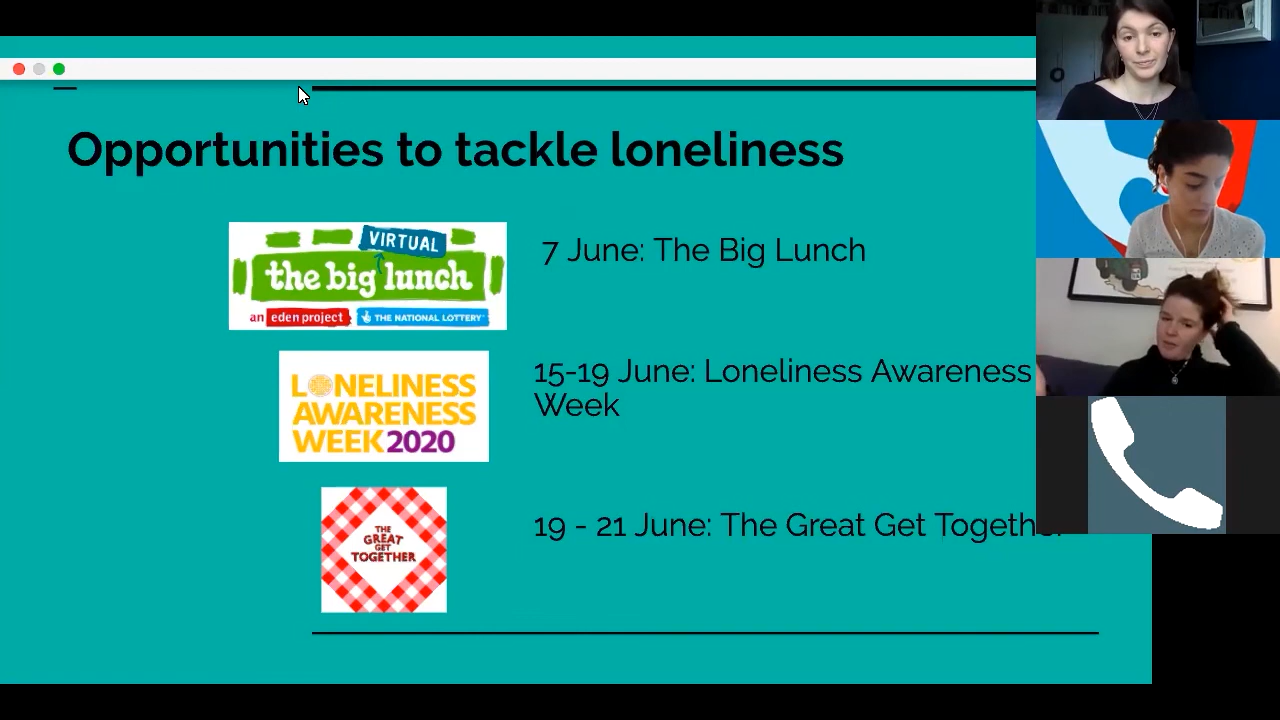 Opportunities to tackle loneliness
VIRTUAL
the big lunch
an eden project
THE NATIONAL LOTTERY
7 June: The Big Lunch
LONELINESS
AWARENESS
WEEK 2020
15-19 June: Loneliness Awareness
Week
THE
GREAT
GET
TOGETHER
19 - 21 June: The Great Get Together